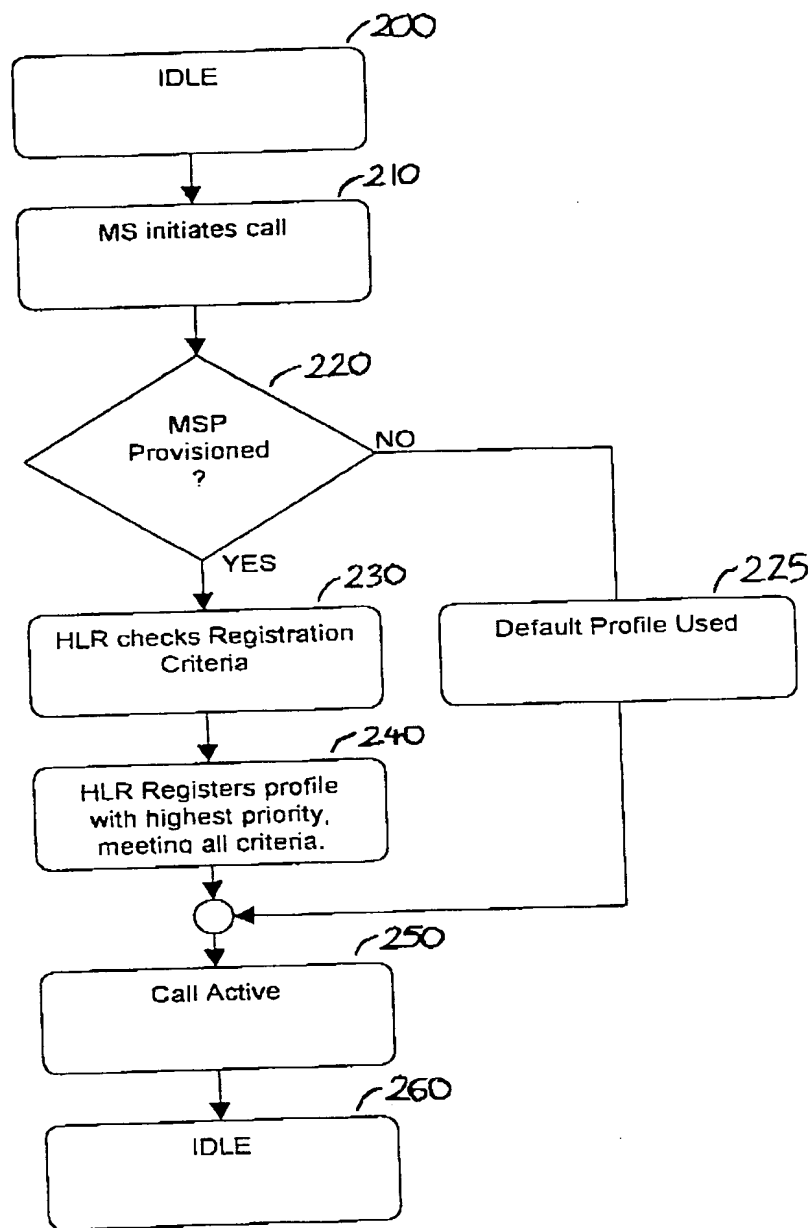 200
IDLE
210
MS initiates call
220
MSP
Provisioned
?
NO
YES
230
HLR checks Registration
Criteria
225
Default Profile Used
240
HLR Registers profile
with highest priority,
meeting all criteria.
250
Call Active
260
IDLE